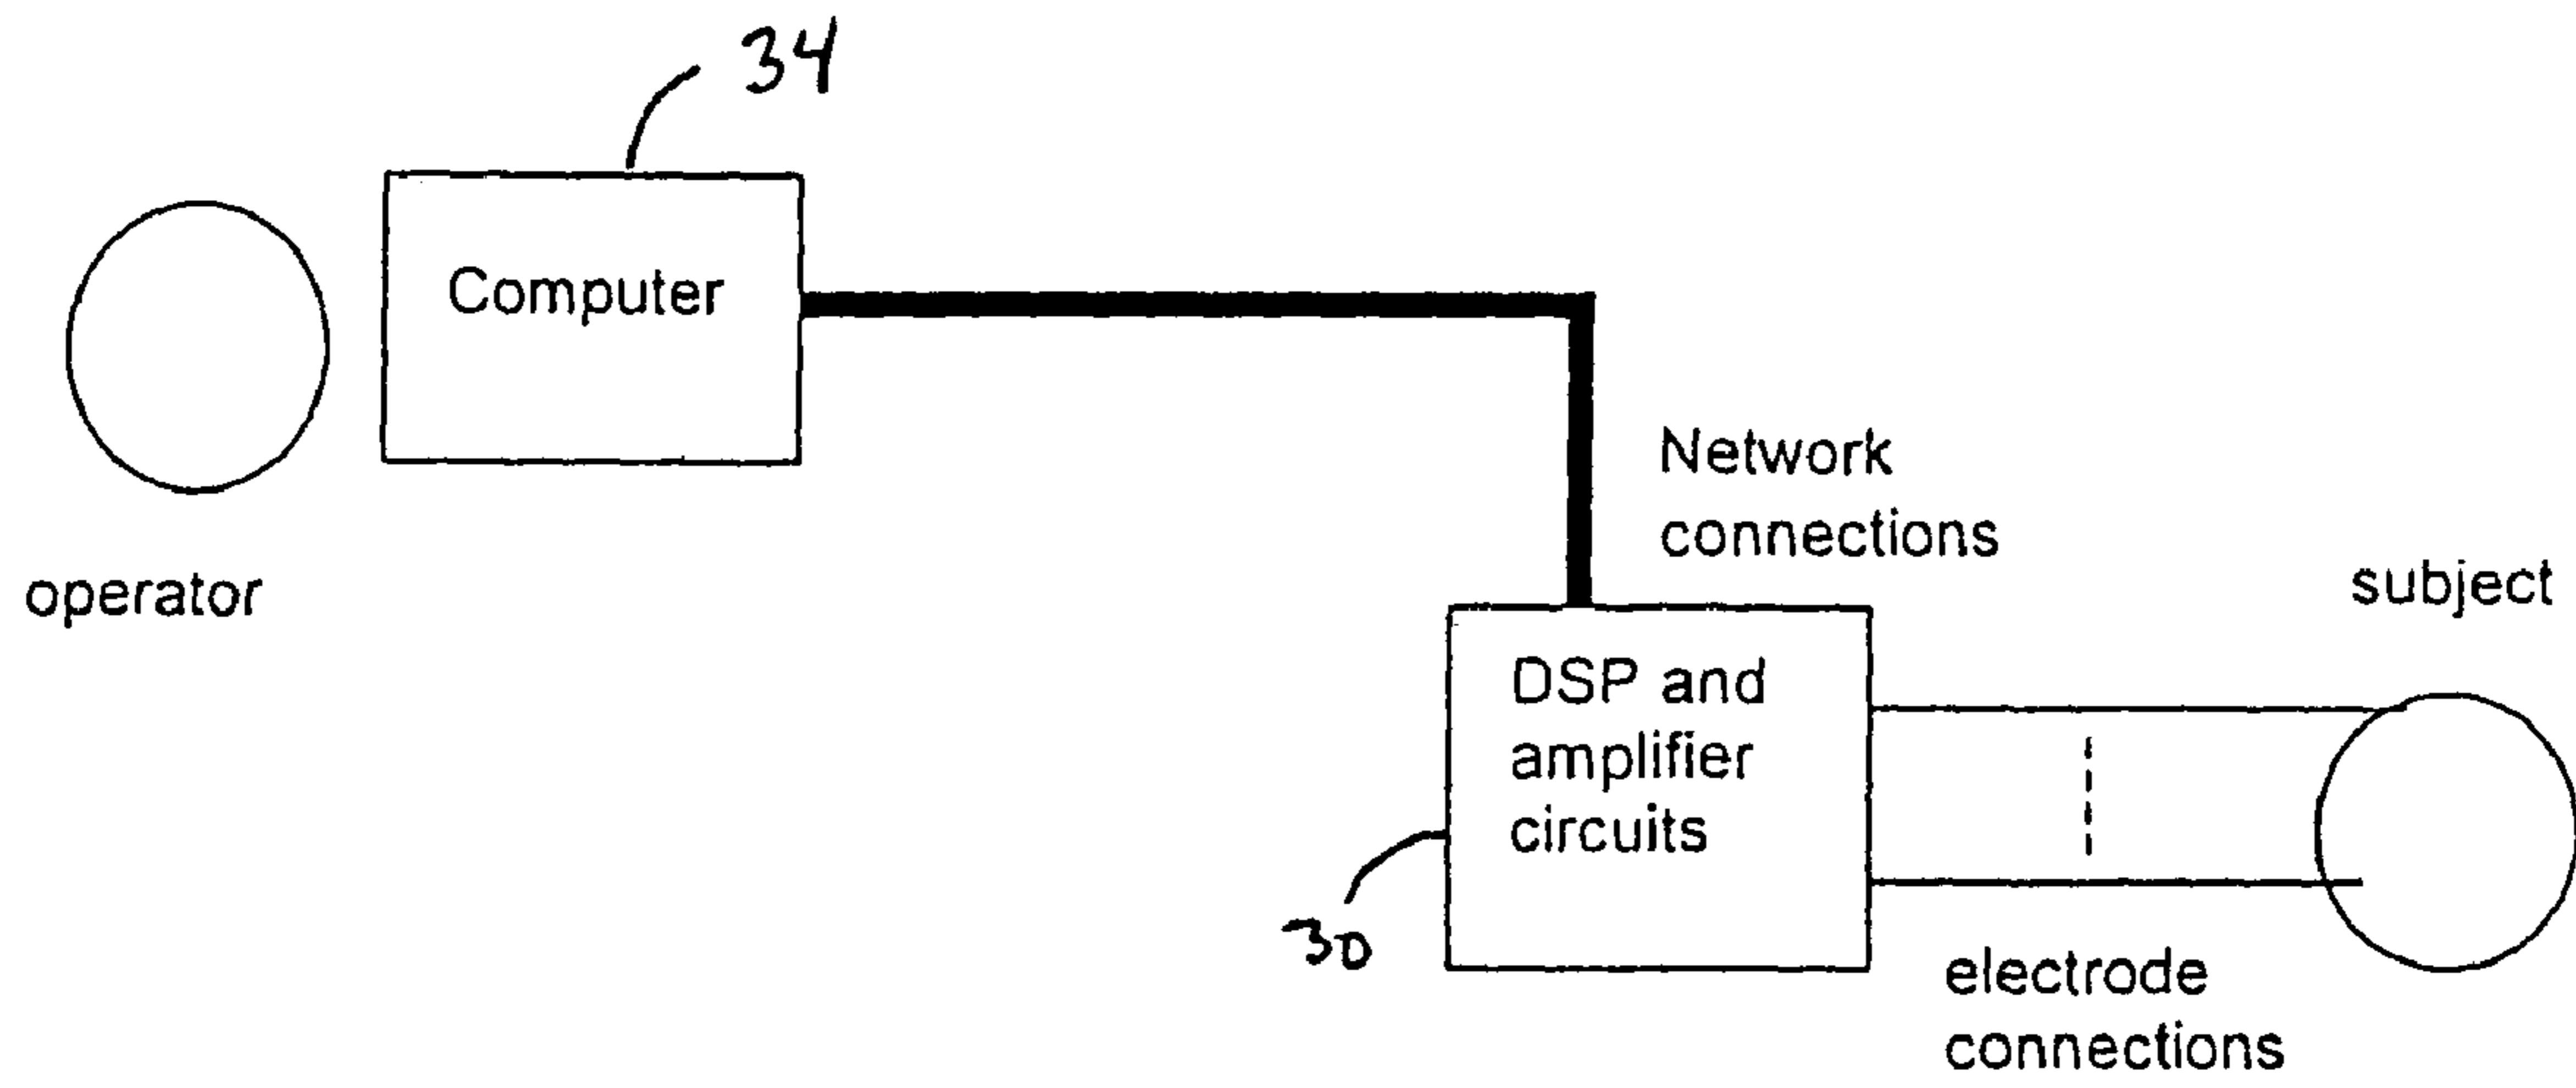 34
Computer
operator
Network
connections
subject
DSP and
amplifier
circuits
30
electrode
connections